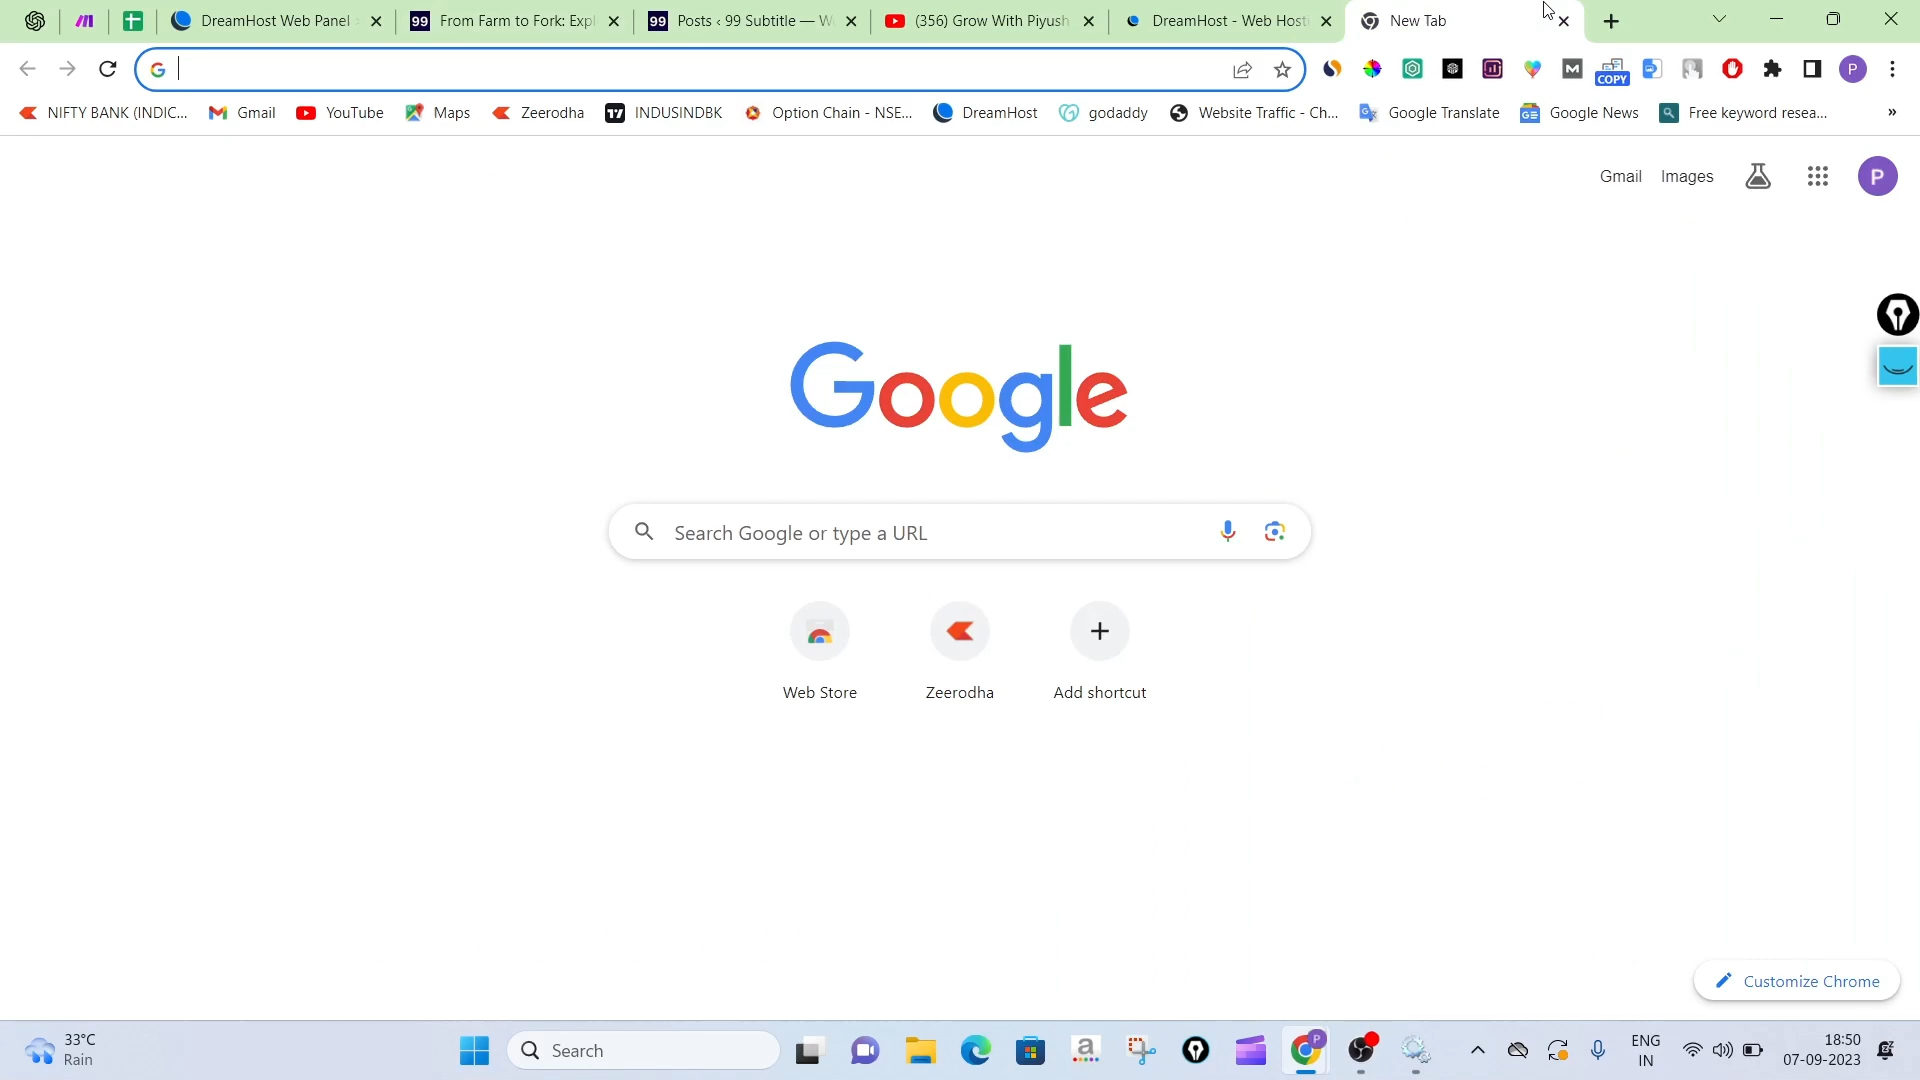 DreamHost Web Panel
From Farm to Fork: Expl
Posts ‹ 99 Subtitle — W
(356) Grow With Piyush
DreamHost - Web Hosti
New Tab
COPY
P
NIFTY BANK (INDIC...
Gmail
YouTube
Maps
Zeerodha
INDUSINDBK
Option Chain - NSE...
DreamHost
godaddy
Website Traffic - Ch...
Google Translate
Google News
Free keyword resea...
»
Gmail
Images
P
Google
Search Google or type a URL
Web Store
Zeerodha
Add shortcut
Customize Chrome
33°C
Rain
Search
ENG
IN
18:50
07-09-2023